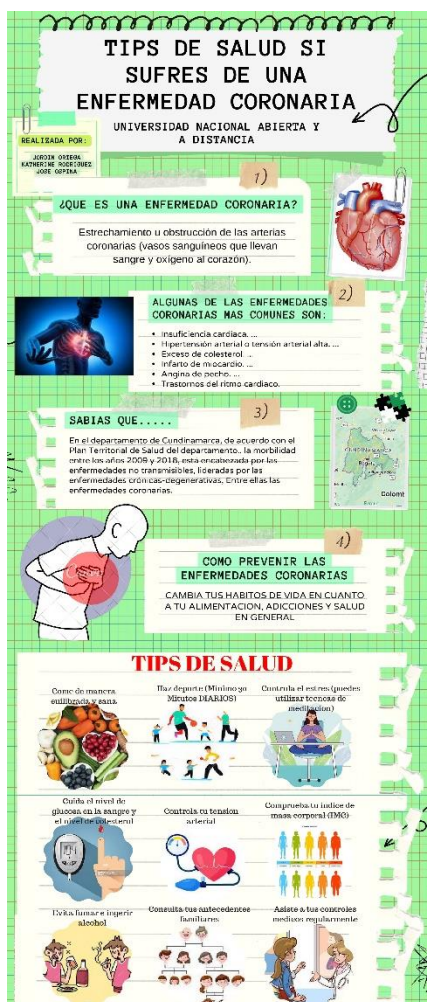 TIPS DE SALUD SI
SUFRES DE UNA
ENFERMEDAD CORONARIA
UNIVERSIDAD NACIONAL ABIERTA Y
A DISTANCIA
REALIZADA POR:
JORDIN ORTEGA
KATHERINE RODRIGUEZ
JOSE OSPINA
1)
¿QUE ES UNA ENFERMEDAD CORONARIA?
Estrechamiento u obstrucción de las arterias
coronarias (vasos sanguíneos que llevan
sangre y oxígeno al corazón).
2)
ALGUNAS DE LAS ENFERMEDADES
CORONARIAS MAS COMUNES SON:
• Insuficiencia cardiaca. ...
• Hipertensión arterial o tensión arterial alta. ...
• Exceso de colesterol. ...
• Infarto de miocardio. ...
• Angina de pecho. ...
• Trastornos del ritmo cardiaco.
3)
SABIAS QUE.....
En el departamento de Cundinamarca, de acuerdo con el
Plan Territorial de Salud del departamento., la morbilidad
entre los años 2009 y 2018, esta encabezada por las
enfermedades no transmisibles, lideradas por las
enfermedades crónicas-degenerativas, Entre ellas las
enfermedades coronarias.
CUNDINAMARCA
4)
COMO PREVENIR LAS
ENFERMEDADES CORONARIAS
CAMBIA TUS HABITOS DE VIDA EN CUANTO
A TU ALIMENTACION, ADICCIONES Y SALUD
EN GENERAL
TIPS DE SALUD
Come de manera
euilibrada y sana
Haz deporte (Minimo 30
Minutos DIARIOS)
Controla el estres (puedes
utilizar tecncas de
meditacion)
Cuida el nivel de
glucosa en la sangre y
el nivel de colesterol
Controla tu tension
arterial
Comprueba tu indice de
masa corporal (IMC)
Evita fumar e ingerir
alcohol
Consulta tus antecedentes
familiares
Asiste a tus controles
medicos regularmente